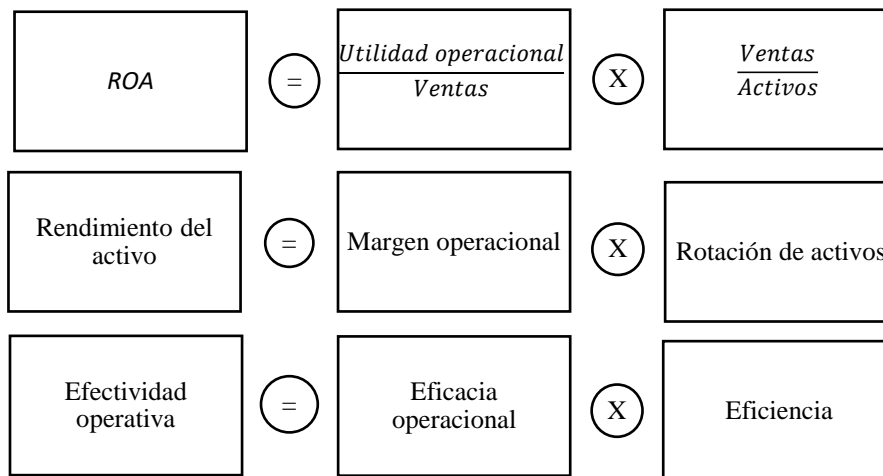 ROA = Utilidad operacional / Ventas X Ventas / Activos
Rendimiento del
activo
=
Margen operacional
X
Rotación de activos
Efectividad
operativa
=
Eficacia
operacional
X
Eficiencia